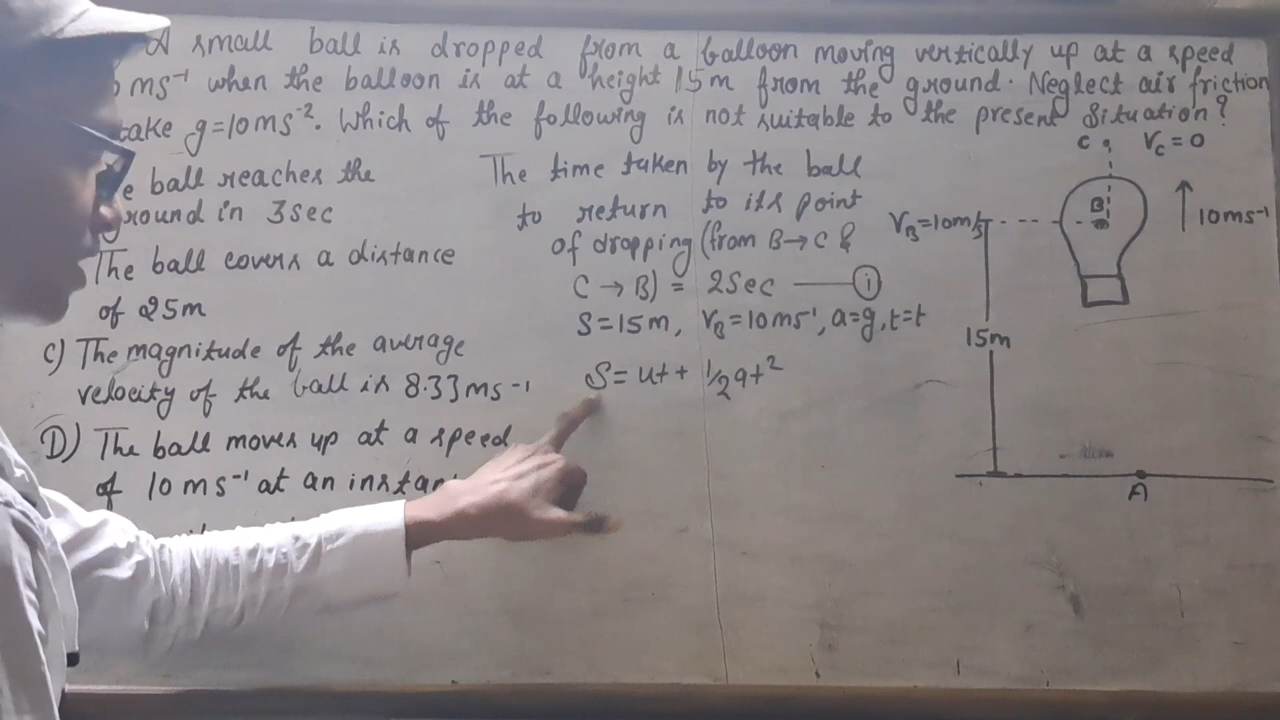 A small ball is dropped from a balloon moving vertically up at a speed
ms⁻¹ when the balloon is at a height 15m from the ground. Neglect air friction
take g=10ms⁻². Which of the following is not suitable to the present Situation?
e ball reaches the
ground in 3sec
The ball covers a distance
of 25m
C) The magnitude of the average
velocity of the ball is 8.33ms⁻¹
D) The ball moves up at a speed
of 10ms⁻¹ at an instan
The time taken by the ball
to return to its point
of dropping (from B→C &
C→B) = 2Sec —— (i)
S=15m, V_B=10ms⁻¹, a=g, t=t
S= ut + 1/2at²
C V_C=0
B
10ms⁻¹
V_B=10m/s
15m
A